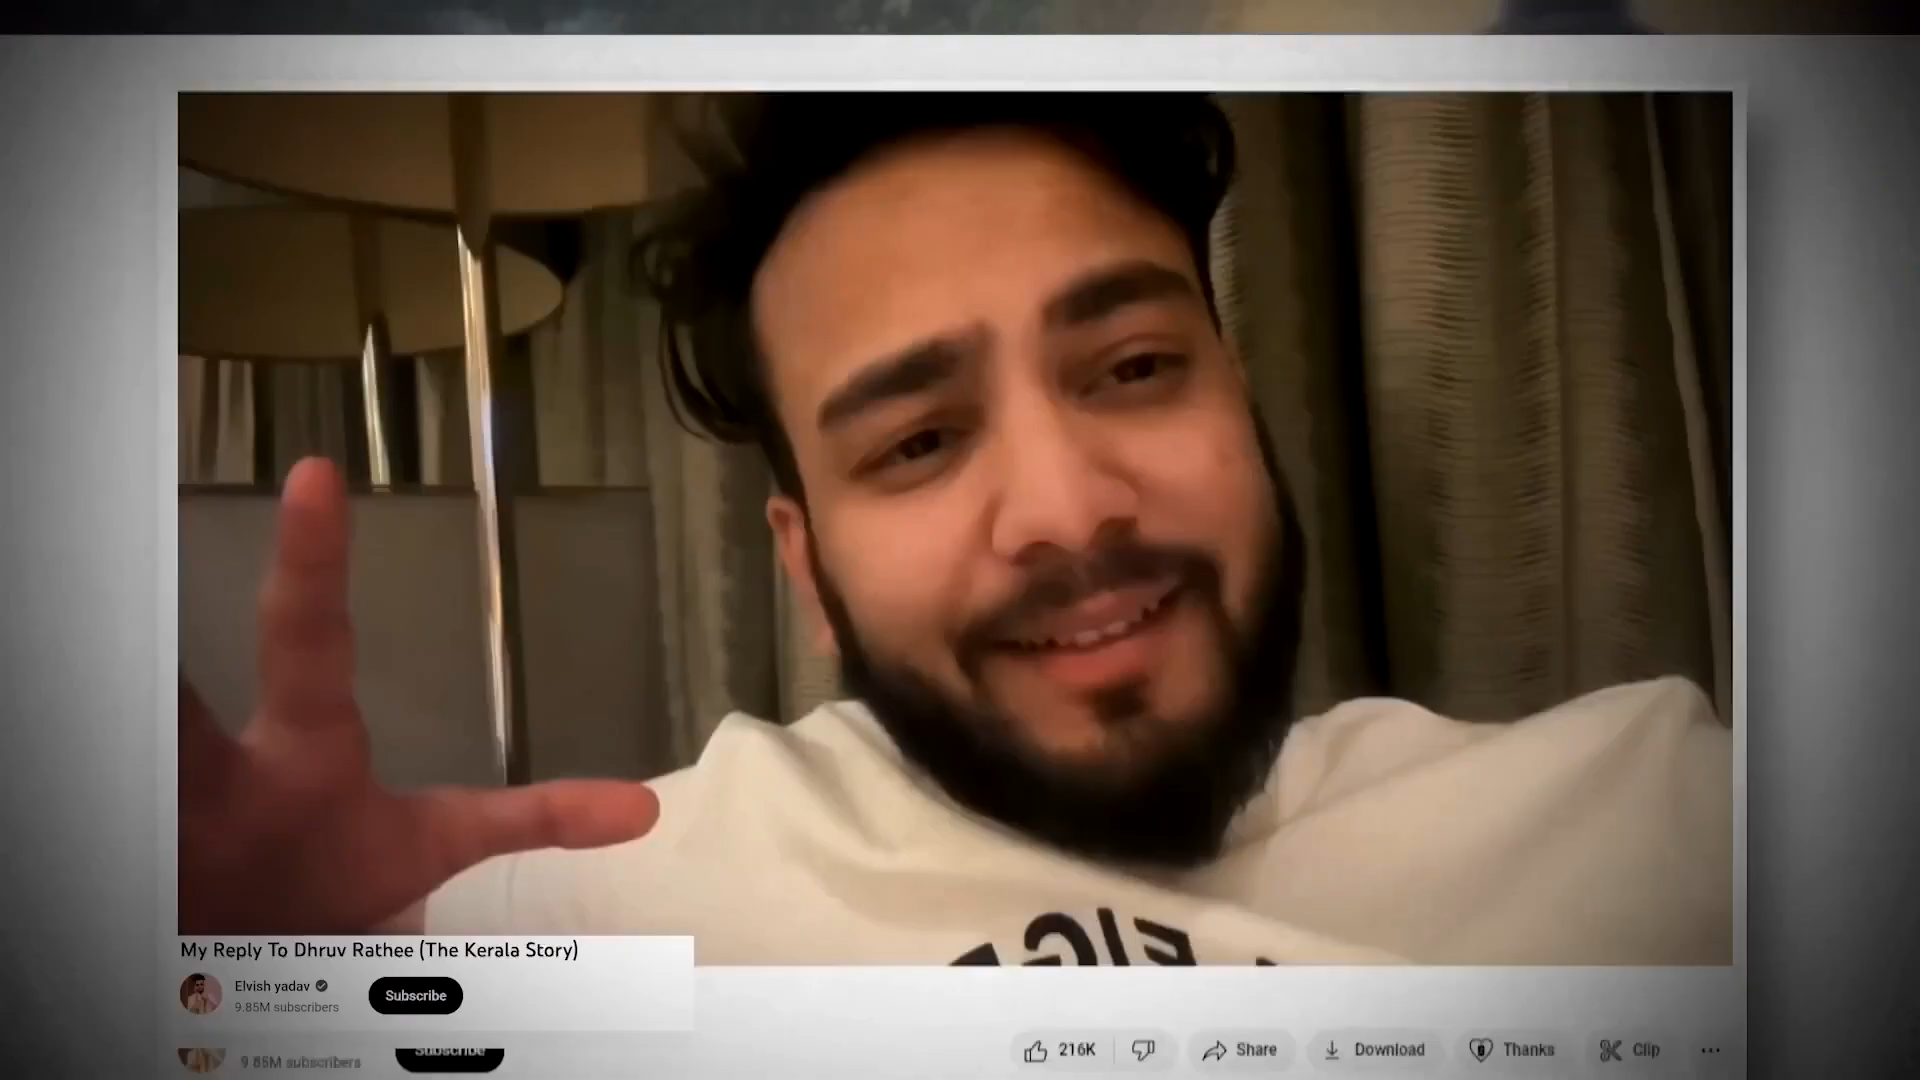 My Reply To Dhruv Rathee (The Kerala Story)
Elvish yadav
9.85M subscribers
Subscribe
9.85M subscribers
Subscribe
216K
Share
Download
Thanks
Clip